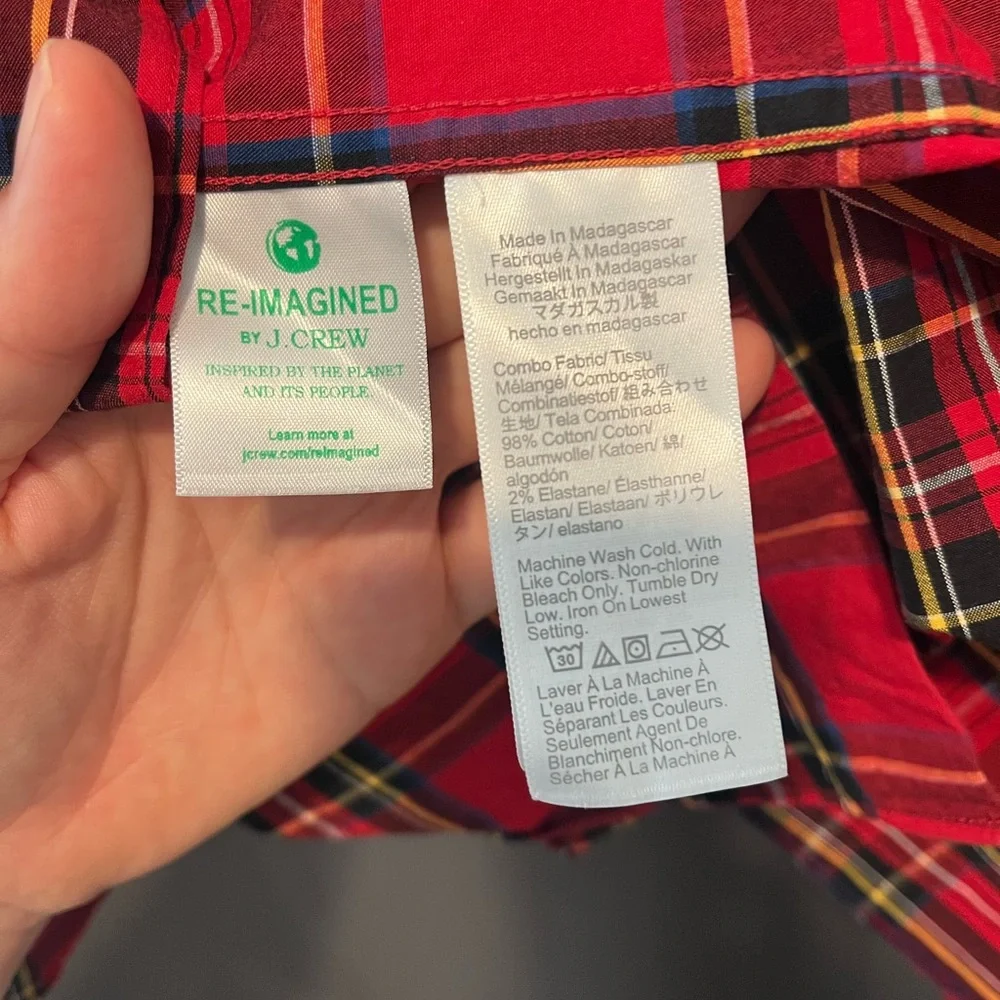 RE-IMAGINED
BY J.CREW
INSPIRED BY THE PLANET
AND ITS PEOPLE.
Learn more at
jcrew.com/reimagined
Made In Madagascar
Fabriqué À Madagascar
Hergestellt In Madagaskar
Gemaakt In Madagascar
マダガスカル製
hecho en madagascar
Combo Fabric/ Tissu
Mélangé/ Combo-stoff/
Combinatiestof/ 組み合わせ
生地/ Tela Combinada.
98% Cotton/ Coton/
Baumwolle/ Katoen/ 綿/
algodón
2% Elastane/ Élasthanne/
Elastan/ Elastaan/ ポリウレ
タン/ elastano
Machine Wash Cold. With
Like Colors. Non-chlorine
Bleach Only. Tumble Dry
Low. Iron On Lowest
Setting.
30
Laver À La Machine À
L'eau Froide. Laver En
Séparant Les Couleurs.
Seulement Agent De
Blanchiment Non-chlore.
Sécher À La Machine À